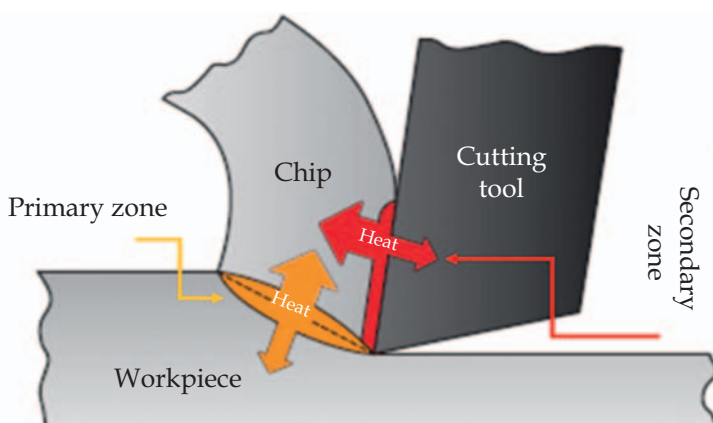 Chip
Cutting
tool
Primary zone
Heat
Secondary
zone
Heat
Workpiece